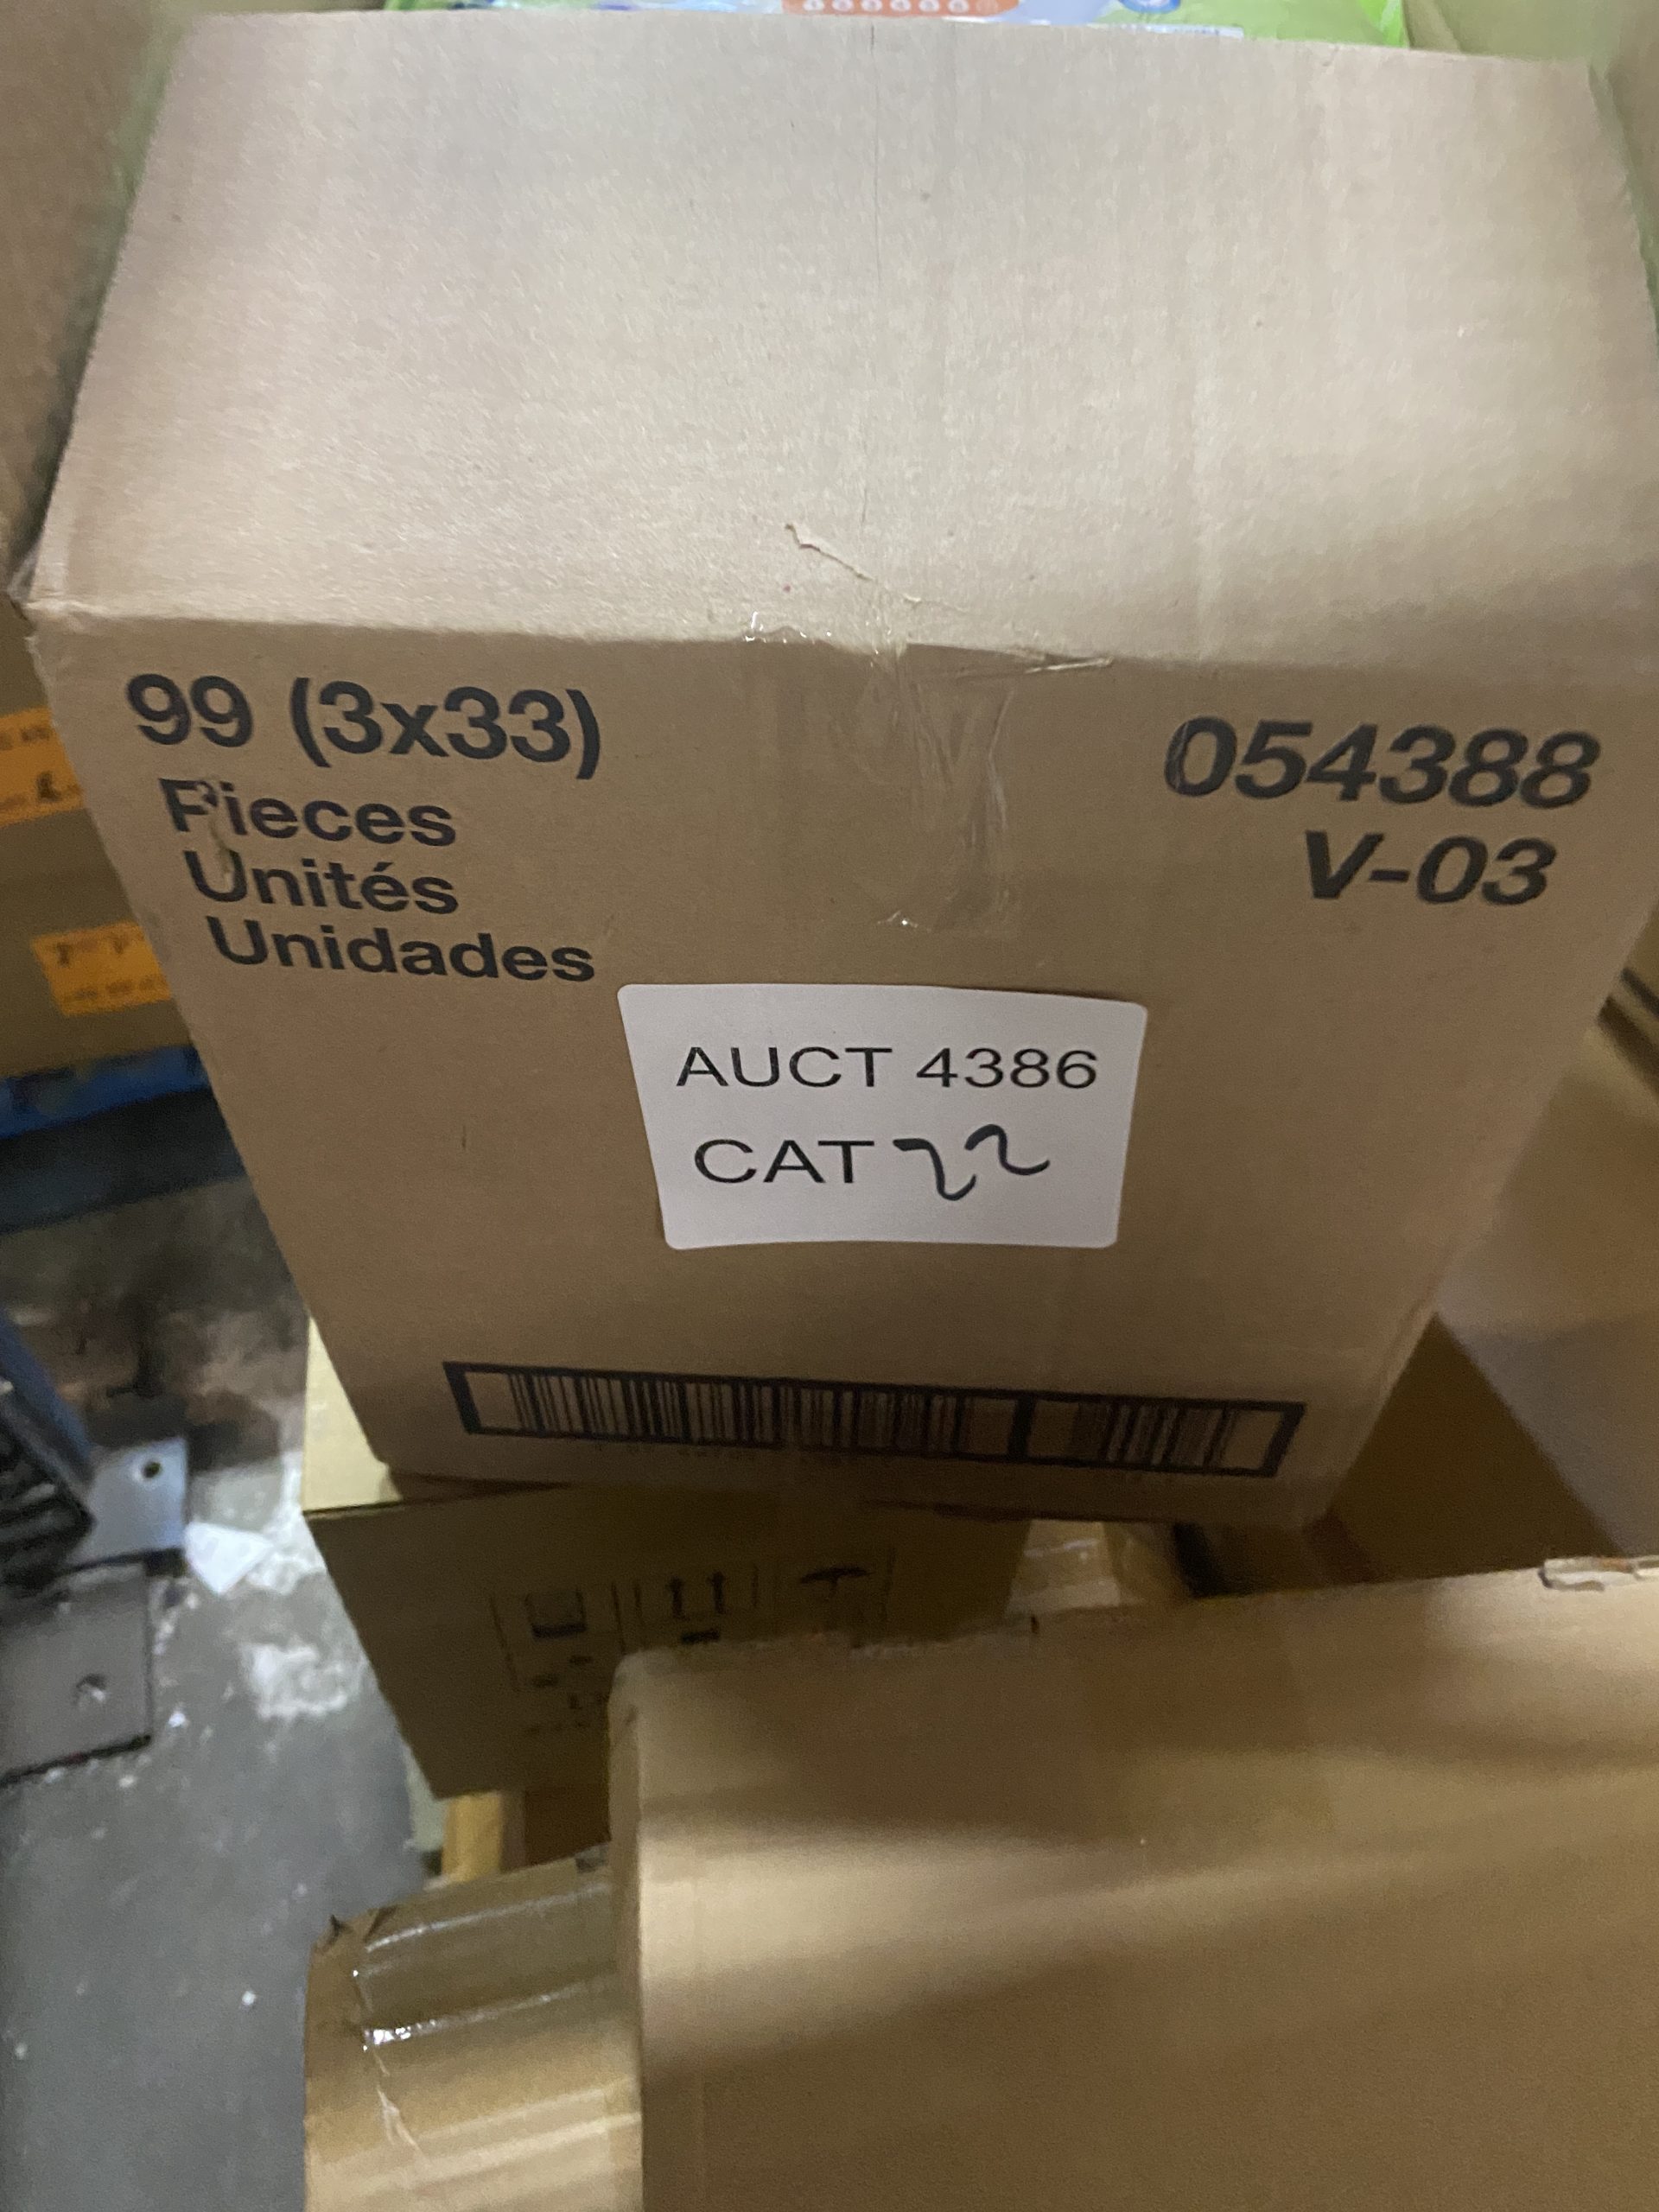 99 (3x33)
Pieces
Unités
Unidades
054388
V-03
AUCT 4386
CAT 22